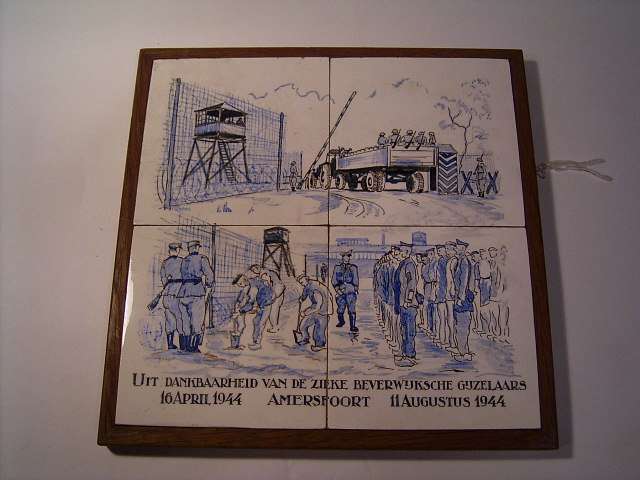 UIT DANKBAARHEID VAN DE ZIEKE BEVERWIJKSCHE GIJZELAARS
16 APRIL 1944 AMERSFOORT 11 AUGUSTUS 1944